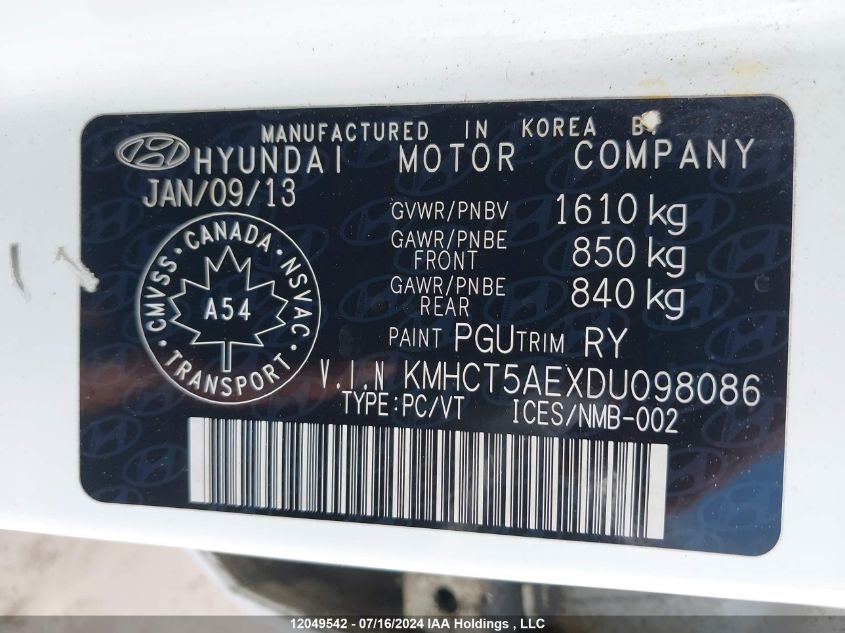 MANUFACTURED IN KOREA BY
HYUNDAI MOTOR COMPANY
JAN/09/13
GVWR/PNBV 1610 kg
GAWR/PNBE FRONT 850 kg
GAWR/PNBE REAR 840 kg
CMVSS • CANADA • NSVAC • TRANSPORT •
A54
PAINT PGU TRIM RY
V.I.N KMHCT5AEXDU098086
TYPE:PC/VT ICES/NMB-002
12049542 - 07/16/2024 IAA Holdings , LLC